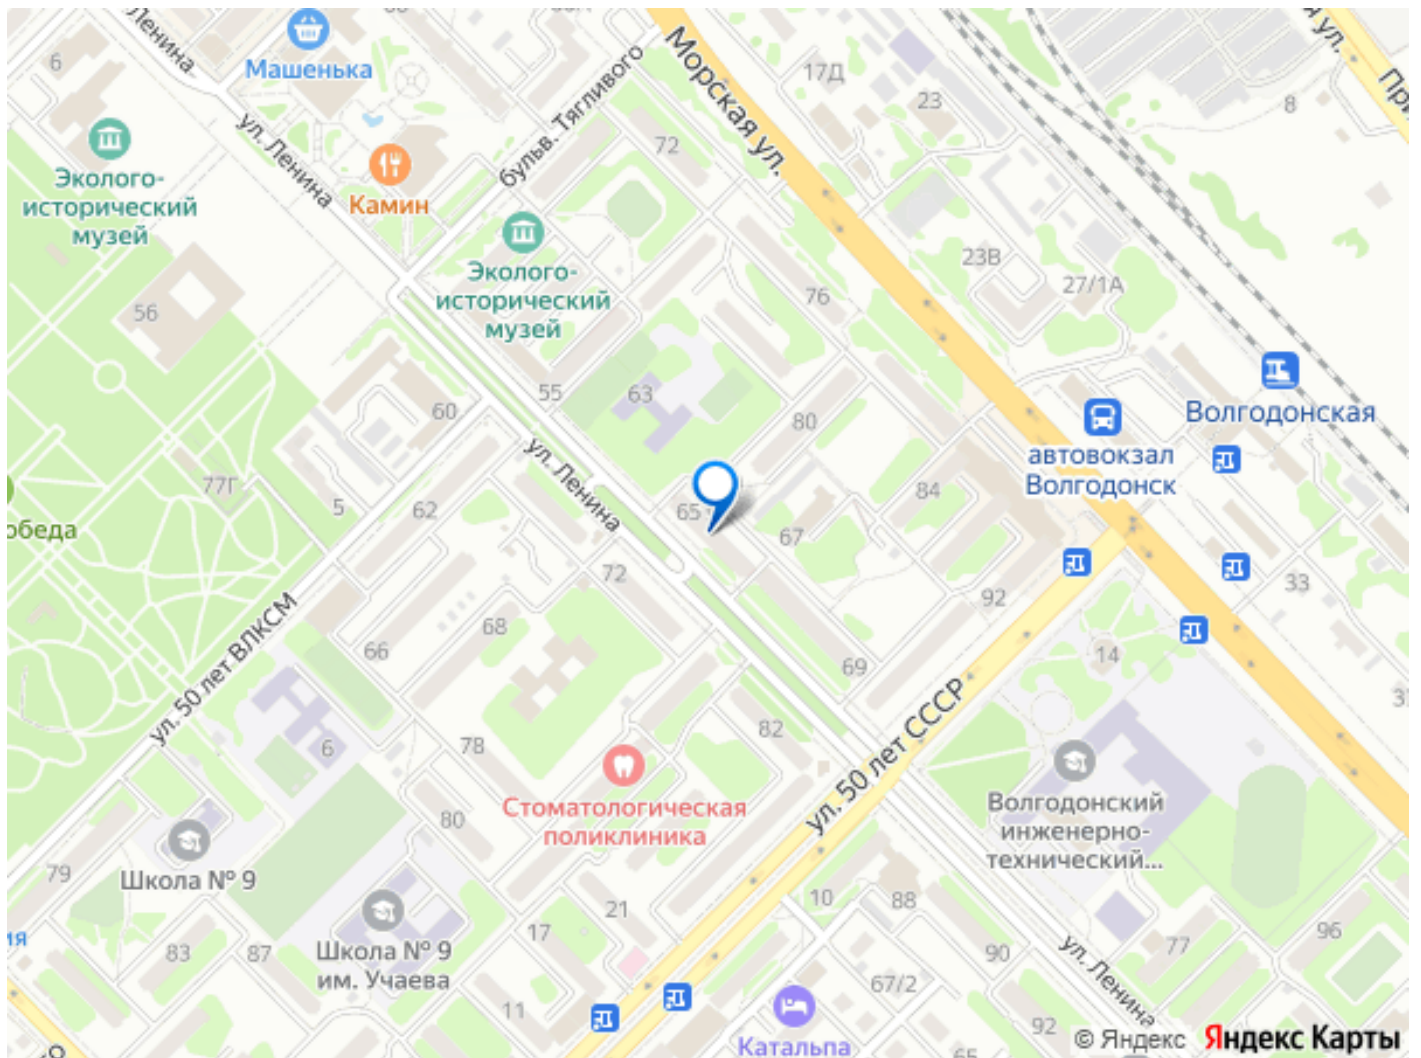 ул. Ленина
6
Машенька
Морская ул.
17Д
23
8
бульв. Тягливого
72
ул. Ленина
Эколого-
исторический
музей
Камин
Эколого-
исторический
музей
23В
27/1А
76
56
55
63
60
80
Волгодонская
автовокзал
Волгодонск
ул. Ленина
77Г
5
62
65
67
84
обеда
72
92
33
ул. 50 лет ВЛКСМ
68
66
69
14
ул. 50 лет СССР
82
78
6
Стоматологическая
поликлиника
80
Волгодонский
инженерно-
технический...
79
Школа № 9
10
88
21
17
96
83
87
Школа № 9
им. Учаева
77
90
ул. Ленина
67/2
11
92
Катальпа
65
© Яндекс Яндекс Карты